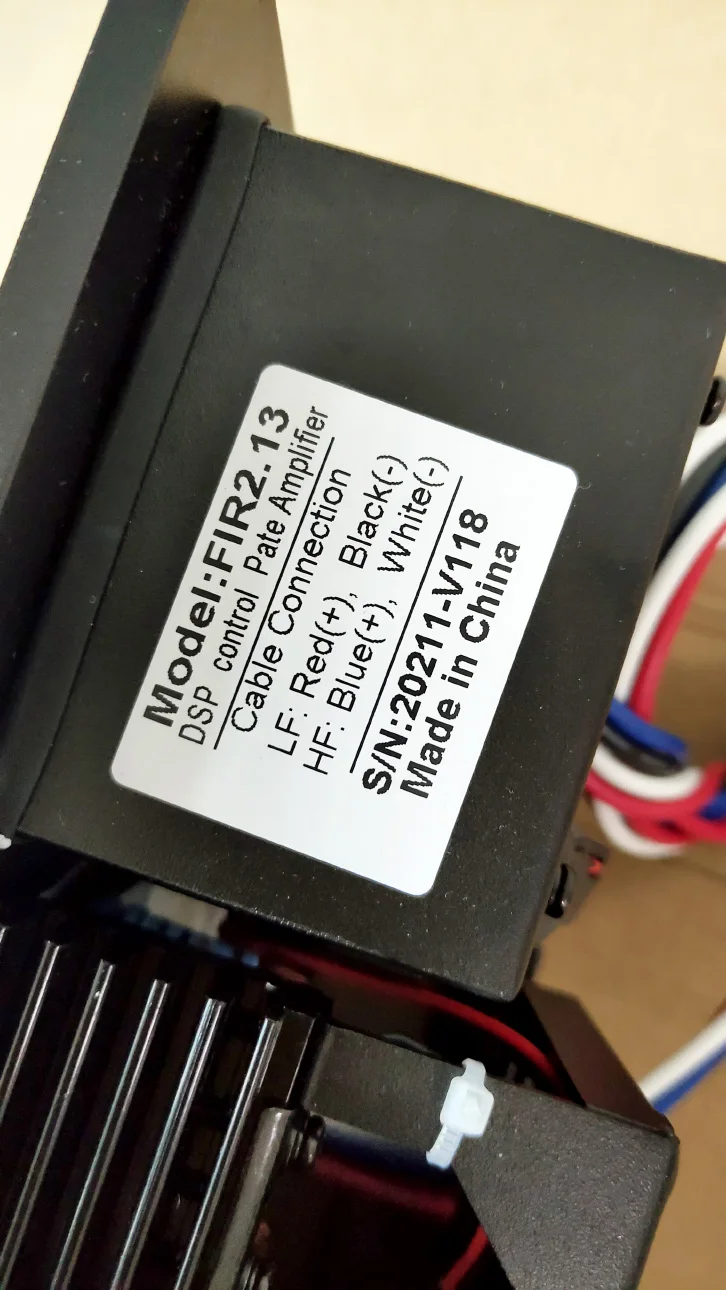 Model:FIR2.13
DSP control Pate Amplifier
Cable Connection
LF: Red(+), Black(-)
HF: Blue(+), White(-)
S/N:20211-V118
Made in China